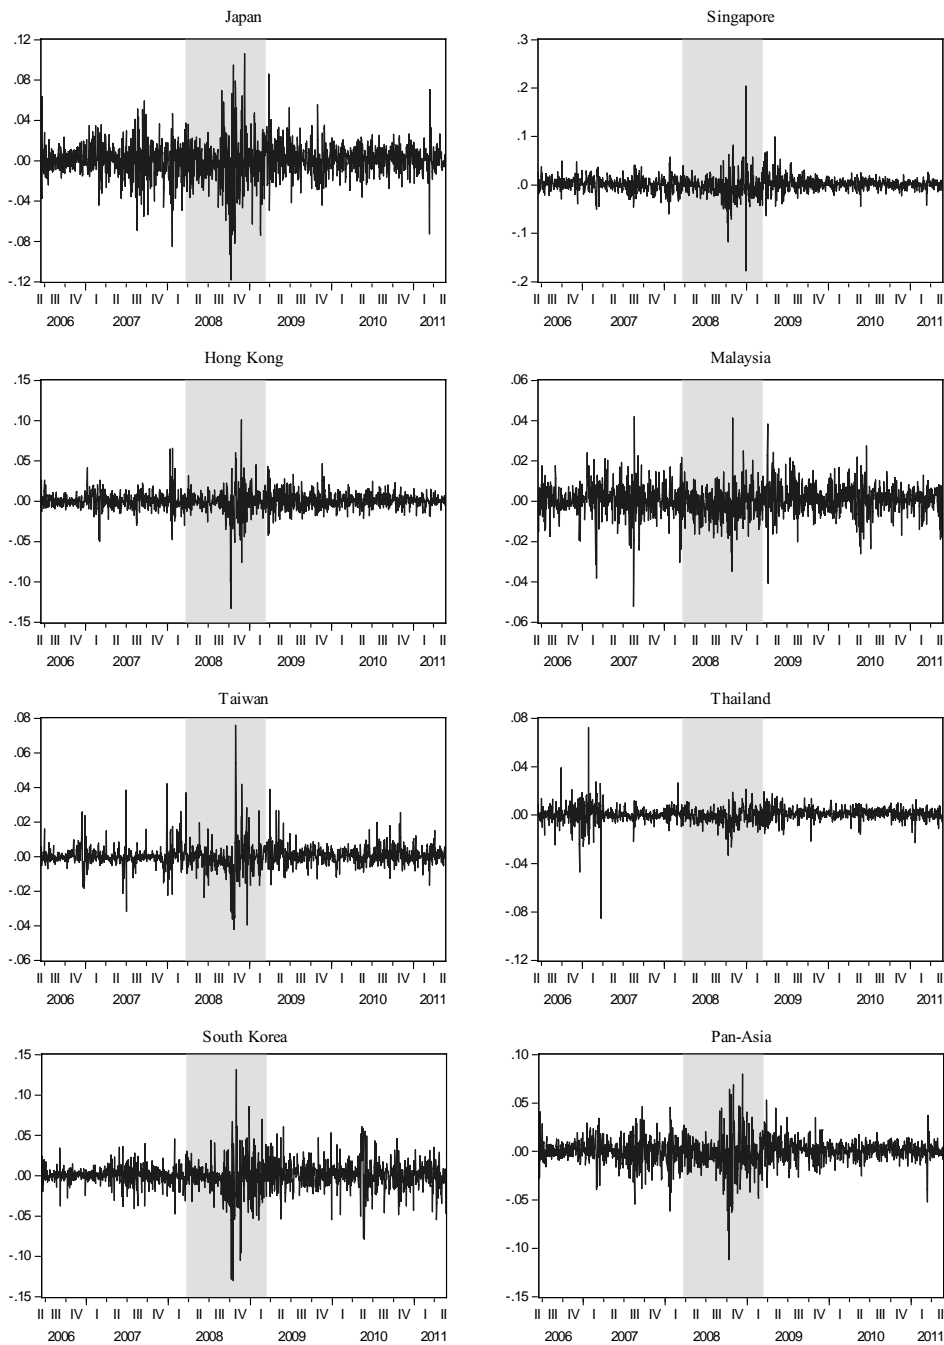 Japan
.12
.08
.04
.00
-.04
-.08
-.12
II III IV I II III IV I II III IV I II III IV I II III IV I II
2006 2007 2008 2009 2010 2011
Singapore
.3
.2
.1
.0
-.1
-.2
II III IV I II III IV I II III IV I II III IV I II III IV I II
2006 2007 2008 2009 2010 2011
Hong Kong
.15
.10
.05
.00
-.05
-.10
-.15
II III IV I II III IV I II III IV I II III IV I II III IV I II
2006 2007 2008 2009 2010 2011
Malaysia
.06
.04
.02
.00
-.02
-.04
-.06
II III IV I II III IV I II III IV I II III IV I II III IV I II
2006 2007 2008 2009 2010 2011
Taiwan
.08
.06
.04
.02
.00
-.02
-.04
-.06
II III IV I II III IV I II III IV I II III IV I II III IV I II
2006 2007 2008 2009 2010 2011
Thailand
.08
.04
.00
-.04
-.08
-.12
II III IV I II III IV I II III IV I II III IV I II III IV I II
2006 2007 2008 2009 2010 2011
South Korea
.15
.10
.05
.00
-.05
-.10
-.15
II III IV I II III IV I II III IV I II III IV I II III IV I II
2006 2007 2008 2009 2010 2011
Pan-Asia
.10
.05
.00
-.05
-.10
-.15
II III IV I II III IV I II III IV I II III IV I II III IV I II
2006 2007 2008 2009 2010 2011